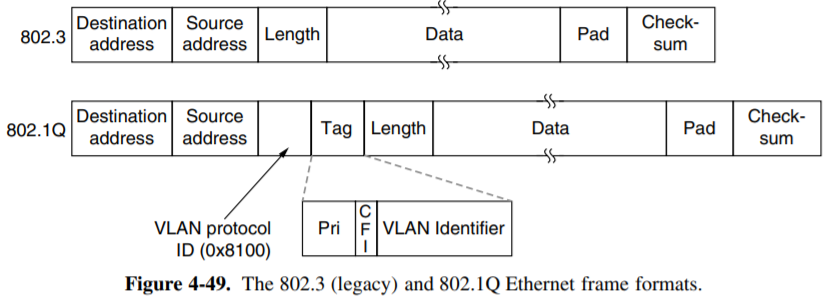 802.3
Destination address
Source address
Length
Data
Pad
Check-
sum
802.1Q
Destination address
Source address
Tag
Length
Data
Pad
Check-
sum
VLAN protocol
ID (0x8100)
Pri
CFI
VLAN Identifier
Figure 4-49. The 802.3 (legacy) and 802.1Q Ethernet frame formats.